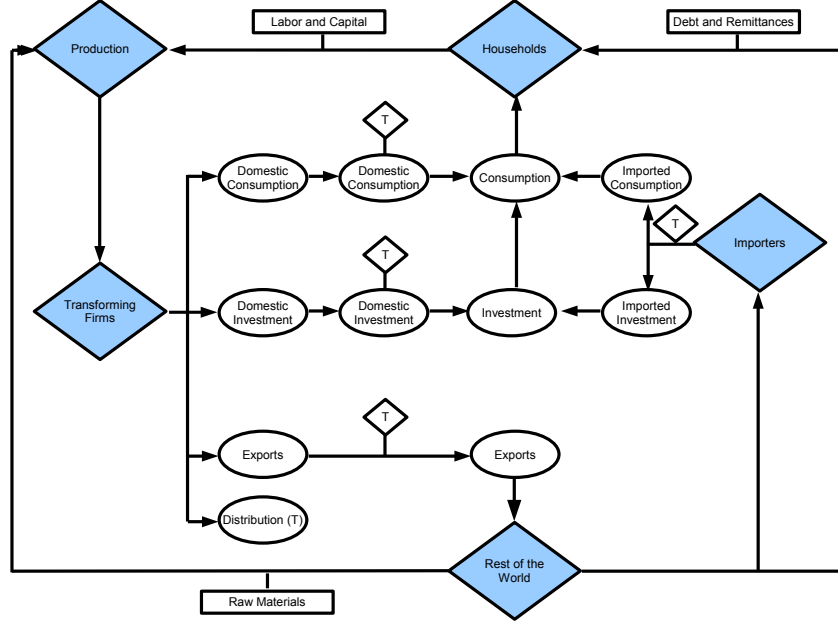 Labor and Capital
Debt and Remittances
Production
Households
T
Domestic
Consumption
Domestic
Consumption
Consumption
Imported
Consumption
T
Importers
T
Transforming
Firms
Domestic
Investment
Domestic
Investment
Investment
Imported
Investment
T
Exports
Exports
Distribution (T)
Rest of the
World
Raw Materials